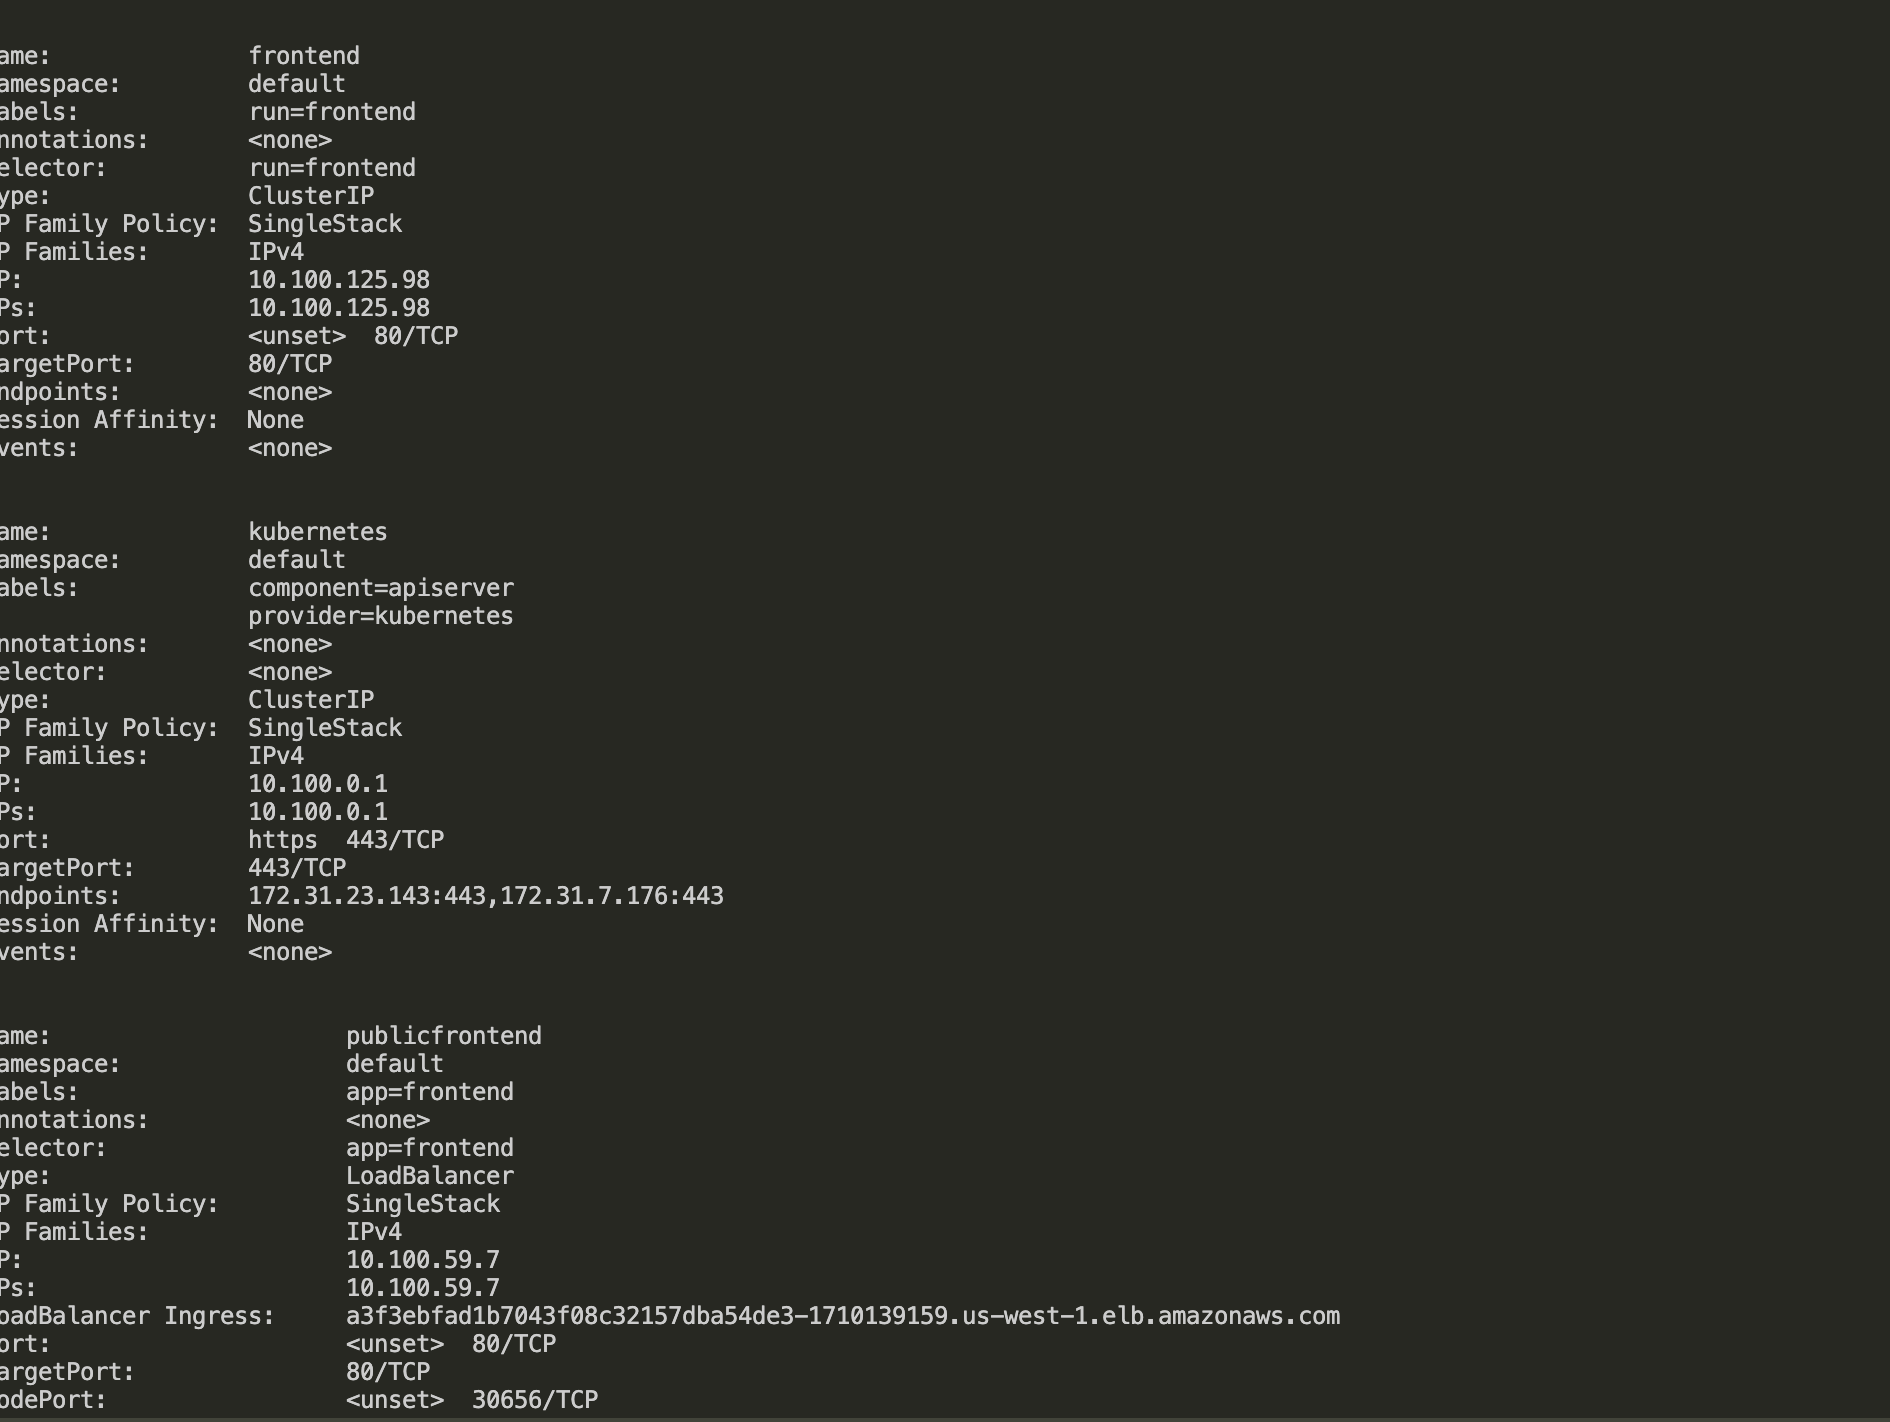 ame: frontend
amespace: default
abels: run=frontend
nnotations: <none>
elector: run=frontend
ype: ClusterIP
P Family Policy: SingleStack
P Families: IPv4
P: 10.100.125.98
Ps: 10.100.125.98
ort: <unset> 80/TCP
argetPort: 80/TCP
ndpoints: <none>
ession Affinity: None
vents: <none>
ame: kubernetes
amespace: default
abels: component=apiserver
provider=kubernetes
nnotations: <none>
elector: <none>
ype: ClusterIP
P Family Policy: SingleStack
P Families: IPv4
P: 10.100.0.1
Ps: 10.100.0.1
ort: https 443/TCP
argetPort: 443/TCP
ndpoints: 172.31.23.143:443,172.31.7.176:443
ession Affinity: None
vents: <none>
ame: publicfrontend
amespace: default
abels: app=frontend
nnotations: <none>
elector: app=frontend
ype: LoadBalancer
P Family Policy: SingleStack
P Families: IPv4
P: 10.100.59.7
Ps: 10.100.59.7
oadBalancer Ingress: a3f3ebfad1b7043f08c32157dba54de3-1710139159.us-west-1.elb.amazonaws.com
ort: <unset> 80/TCP
argetPort: 80/TCP
odePort: <unset> 30656/TCP